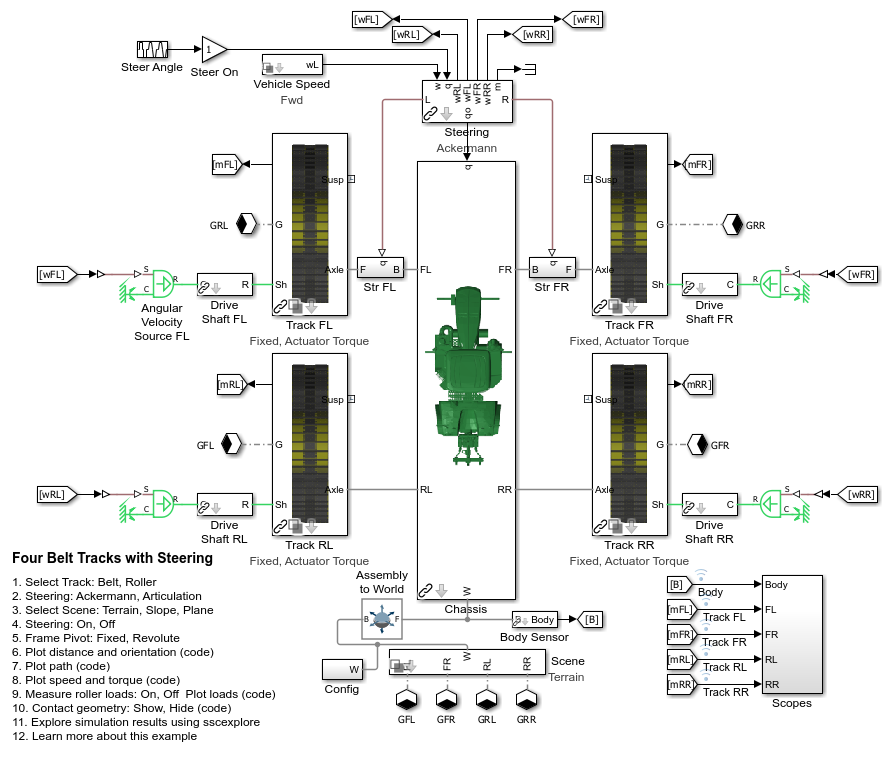 [wFL]
[wFR]
[wRL]
[wRR]
1
Steer Angle
Steer On
wL
Vehicle Speed
Fwd
w
q
wRL
wFL
wFR
wRR
m
L
qo
R
Steering
Ackermann
q
[mFL]
Susp
GRL
G
Axle
Sh
Track FL
Fixed, Actuator Torque
[wFL]
S
C
R
Angular
Velocity
Source FL
R
Drive
Shaft FL
F
q
B
Str FL
FL
FR
B
q
F
Str FR
[mFR]
Susp
G
GRR
Axle
Sh
Track FR
Fixed, Actuator Torque
C
Drive
Shaft FR
R
S
C
[wFR]
[mRL]
Susp
GFL
G
Axle
Sh
Track RL
Fixed, Actuator Torque
[wRL]
S
C
R
R
Drive
Shaft RL
RL
RR
W
Chassis
[mRR]
Susp
G
GFR
Axle
Sh
Track RR
Fixed, Actuator Torque
C
Drive
Shaft RR
R
S
C
[wRR]
Four Belt Tracks with Steering
1. Select Track: Belt, Roller
2. Steering: Ackermann, Articulation
3. Select Scene: Terrain, Slope, Plane
4. Steering: On, Off
5. Frame Pivot: Fixed, Revolute
6. Plot distance and orientation (code)
7. Plot path (code)
8. Plot speed and torque (code)
9. Measure roller loads: On, Off  Plot loads (code)
10. Contact geometry: Show, Hide (code)
11. Explore simulation results using sscexplore
12. Learn more about this example
Assembly
to World
B
F
Body
[B]
Body Sensor
W
Config
W
FR
RL
RR
Scene
Terrain
GFL
GFR
GRL
GRR
[B]
Body
Body
[mFL]
Track FL
FL
[mFR]
Track FR
FR
[mRL]
Track RL
RL
[mRR]
Track RR
RR
Scopes